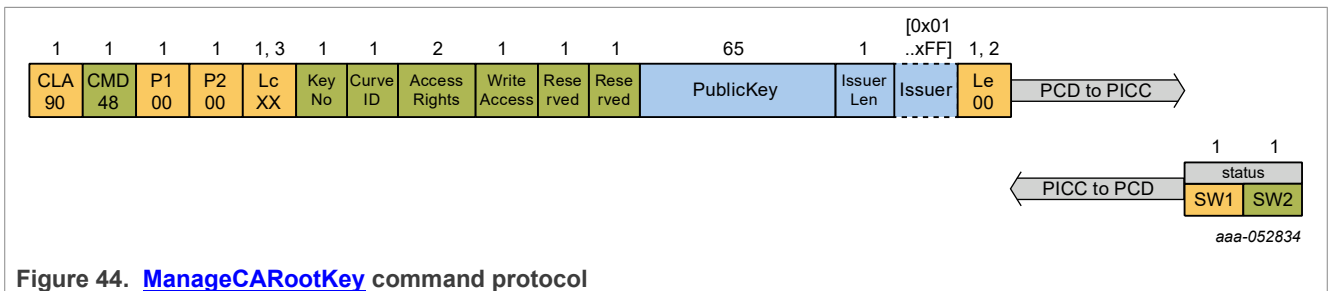 [0x01
1 1 1 1 1, 3 1 1 2 1 1 1 65 1 ..xFF] 1, 2
CLA CMD P1 P2 Lc Key Curve Access Write Rese Rese PublicKey Issuer Issuer Le PCD to PICC
90 48 00 00 XX No ID Rights Access rved rved Len 00
1 1
status
PICC to PCD SW1 SW2
aaa-052834
Figure 44. ManageCARootKey command protocol